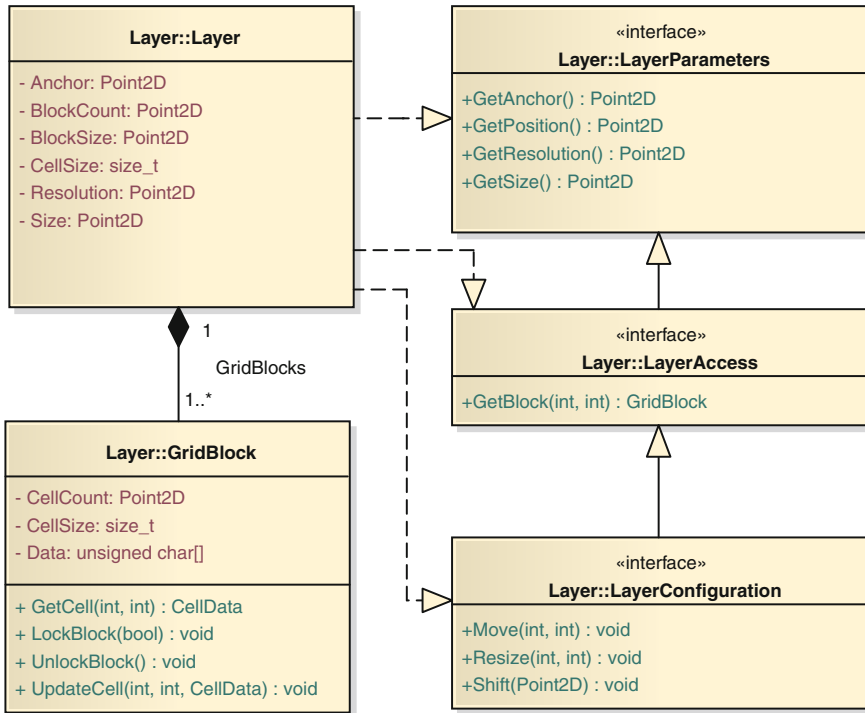 Layer::Layer
- Anchor: Point2D
- BlockCount: Point2D
- BlockSize: Point2D
- CellSize: size_t
- Resolution: Point2D
- Size: Point2D
1
GridBlocks
1..*
Layer::GridBlock
- CellCount: Point2D
- CellSize: size_t
- Data: unsigned char[]
+ GetCell(int, int) : CellData
+ LockBlock(bool) : void
+ UnlockBlock() : void
+ UpdateCell(int, int, CellData) : void
«interface»
Layer::LayerParameters
+GetAnchor() : Point2D
+GetPosition() : Point2D
+GetResolution() : Point2D
+GetSize() : Point2D
«interface»
Layer::LayerAccess
+GetBlock(int, int) : GridBlock
«interface»
Layer::LayerConfiguration
+Move(int, int) : void
+Resize(int, int) : void
+Shift(Point2D) : void